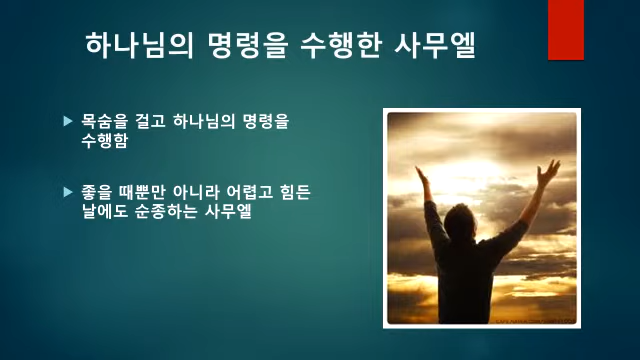 하나님의 명령을 수행한 사무엘
목숨을 걸고 하나님의 명령을
수행함
좋을 때뿐만 아니라 어렵고 힘든
날에도 순종하는 사무엘